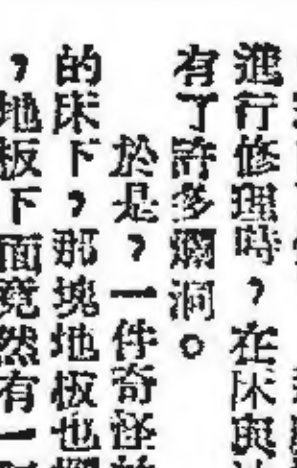 進行修理時，在床與
有了許多爛洞。
於是，一件奇怪
的床下，那塊地板也
，地板下面竟然有一